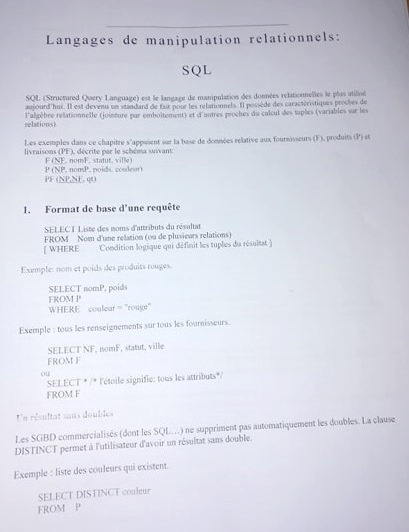 Langages de manipulation relationnels:
SQL
SQL (Structured Query Language) est le langage de manipulation des données relationnelles le plus utilisé
aujourd'hui. Il est devenu un standard de fait pour les relationnels. Il possède des caractéristiques proches de
l'algèbre relationnelle (jointure par emboîtement) et d'autres proches du calcul des tuples (variables sur les
relations).
Les exemples dans ce chapitre s'appuient sur la base de données relative aux fournisseurs (F), produits (P) et
livraisons (PF), décrite par le schéma suivant:
F (NF, nomF, statut, ville)
P (NP, nomP, poids, couleur)
PF (NP,NF, qt)
1. Format de base d'une requête
SELECT Liste des noms d'attributs du résultat
FROM Nom d'une relation (ou de plusieurs relations)
[ WHERE Condition logique qui définit les tuples du résultat ]
Exemple: nom et poids des produits rouges.
SELECT nomP, poids
FROM P
WHERE couleur = "rouge"
Exemple : tous les renseignements sur tous les fournisseurs.
SELECT NF, nomF, statut, ville
FROM F
ou
SELECT * /* l'étoile signifie: tous les attributs*/
FROM F
Un résultat sans doubles
Les SGBD commercialisés (dont les SQL…) ne suppriment pas automatiquement les doubles. La clause
DISTINCT permet à l'utilisateur d'avoir un résultat sans double.
Exemple : liste des couleurs qui existent.
SELECT DISTINCT couleur
FROM P